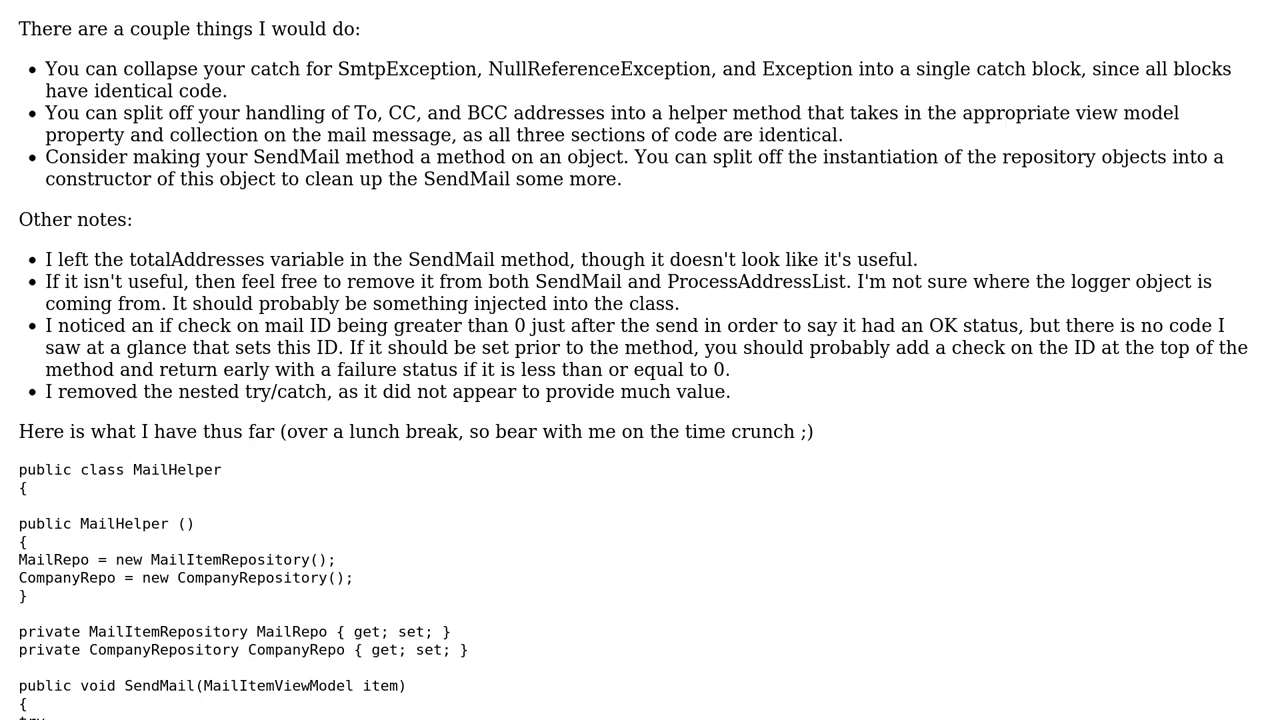 There are a couple things I would do:
You can collapse your catch for SmtpException, NullReferenceException, and Exception into a single catch block, since all blocks
have identical code.
You can split off your handling of To, CC, and BCC addresses into a helper method that takes in the appropriate view model
property and collection on the mail message, as all three sections of code are identical.
Consider making your SendMail method a method on an object. You can split off the instantiation of the repository objects into a
constructor of this object to clean up the SendMail some more.
Other notes:
I left the totalAddresses variable in the SendMail method, though it doesn't look like it's useful.
If it isn't useful, then feel free to remove it from both SendMail and ProcessAddressList. I'm not sure where the logger object is
coming from. It should probably be something injected into the class.
I noticed an if check on mail ID being greater than 0 just after the send in order to say it had an OK status, but there is no code I
saw at a glance that sets this ID. If it should be set prior to the method, you should probably add a check on the ID at the top of the
method and return early with a failure status if it is less than or equal to 0.
I removed the nested try/catch, as it did not appear to provide much value.
Here is what I have thus far (over a lunch break, so bear with me on the time crunch ;)
public class MailHelper
{
public MailHelper ()
{
MailRepo = new MailItemRepository();
CompanyRepo = new CompanyRepository();
}
private MailItemRepository MailRepo { get; set; }
private CompanyRepository CompanyRepo { get; set; }
public void SendMail(MailItemViewModel item)
{
try